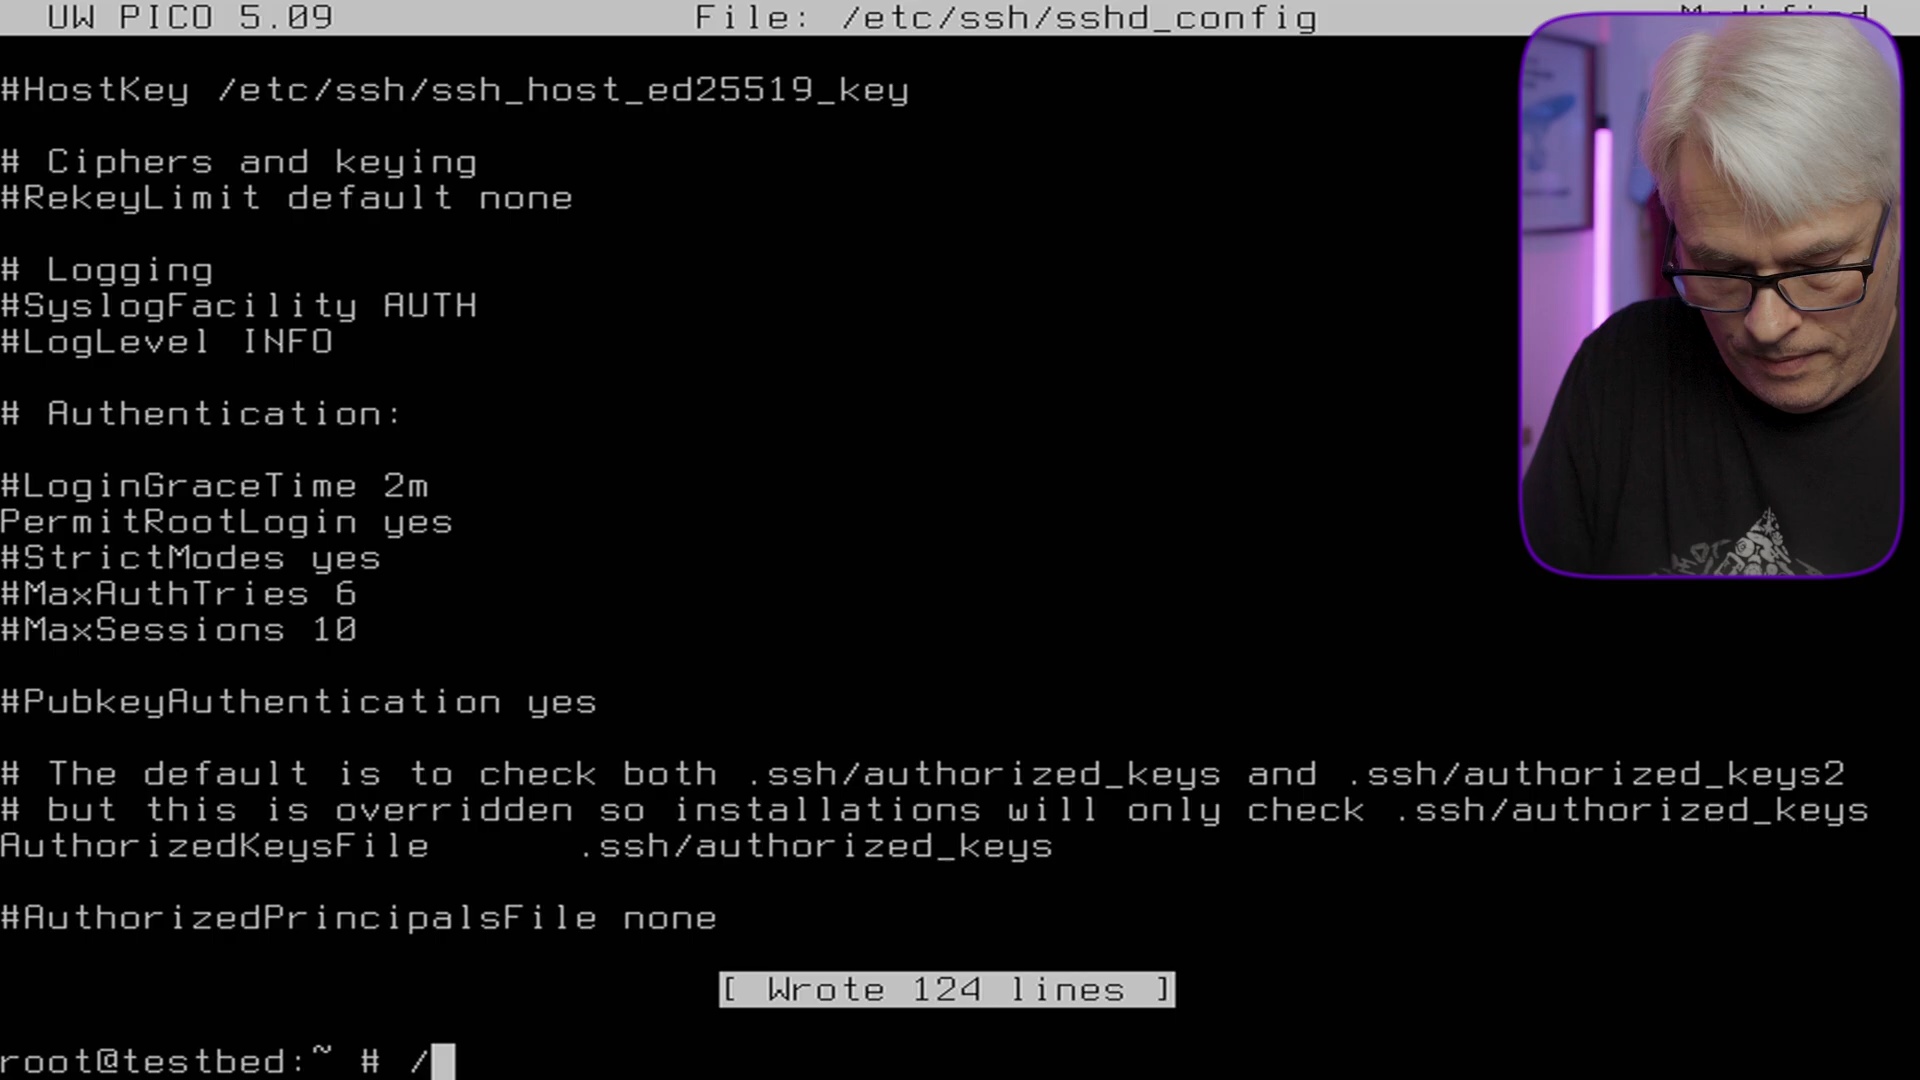 UW PICO 5.09 File: /etc/ssh/sshd_config Modified
#HostKey /etc/ssh/ssh_host_ed25519_key
# Ciphers and keying
#RekeyLimit default none
# Logging
#SyslogFacility AUTH
#LogLevel INFO
# Authentication:
#LoginGraceTime 2m
PermitRootLogin yes
#StrictModes yes
#MaxAuthTries 6
#MaxSessions 10
#PubkeyAuthentication yes
# The default is to check both .ssh/authorized_keys and .ssh/authorized_keys2
# but this is overridden so installations will only check .ssh/authorized_keys
AuthorizedKeysFile .ssh/authorized_keys
#AuthorizedPrincipalsFile none
[ Wrote 124 lines ]
root@testbed:~ # /